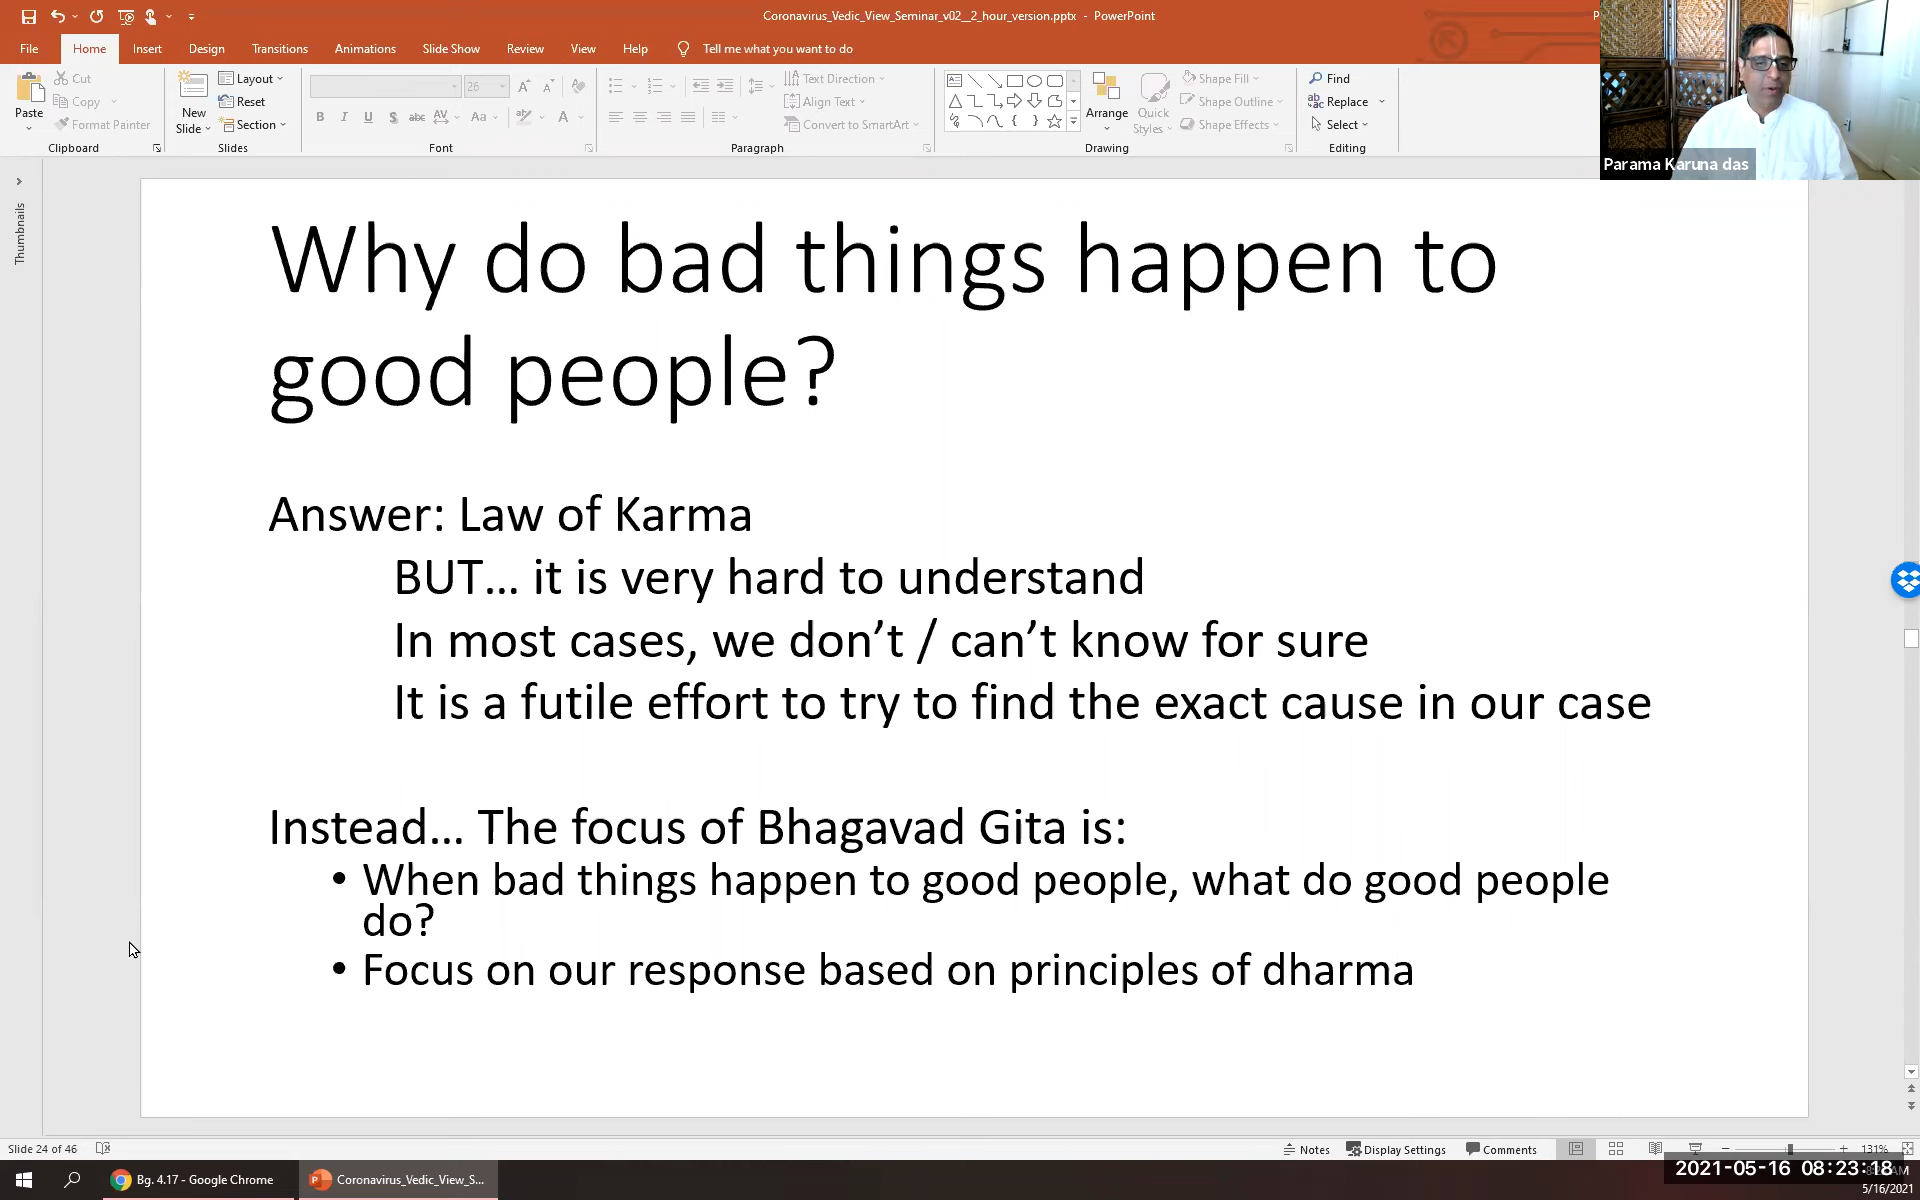 Coronavirus_Vedic_View_Seminar_v02__2_hour_version.pptx - PowerPoint
File Home Insert Design Transitions Animations Slide Show Review View Help Tell me what you want to do
Paste
Cut
Copy
Format Painter
Clipboard
New
Slide
Layout
Reset
Section
Slides
26
Font
Text Direction
Align Text
Convert to SmartArt
Paragraph
Arrange
Quick
Styles
Shape Fill
Shape Outline
Shape Effects
Drawing
Find
Replace
Select
Editing
Parama Karuna das
Thumbnails
Why do bad things happen to
good people?
Answer: Law of Karma
BUT... it is very hard to understand
In most cases, we don’t / can’t know for sure
It is a futile effort to try to find the exact cause in our case
Instead... The focus of Bhagavad Gita is:
• When bad things happen to good people, what do good people
do?
• Focus on our response based on principles of dharma
Slide 24 of 46
Notes Display Settings Comments 131%
Bg. 4.17 - Google Chrome
Coronavirus_Vedic_View_S...
2021-05-16 08:23:18
5/16/2021